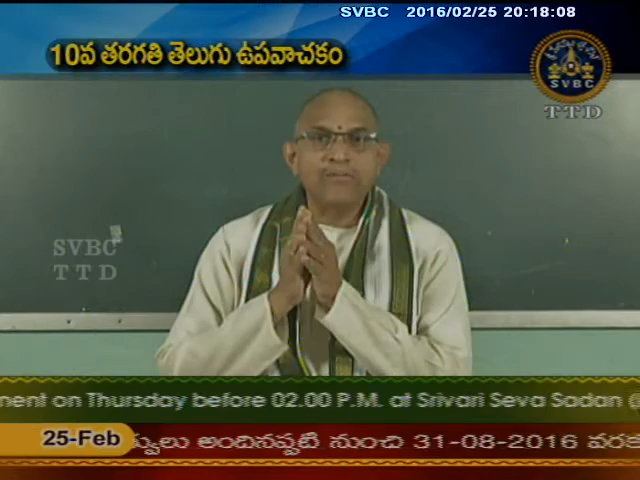 SVBC 2016/02/25 20:18:08
10వ తరగతి తెలుగు ఉపవాచకం
SVBC
TTD
SVBC
TTD
ment on Thursday before 02.00 P.M. at Srivari Seva Sadan @
25-Feb
ప్పులు అందినప్పటి నుంచి 31-08-2016 వరకు